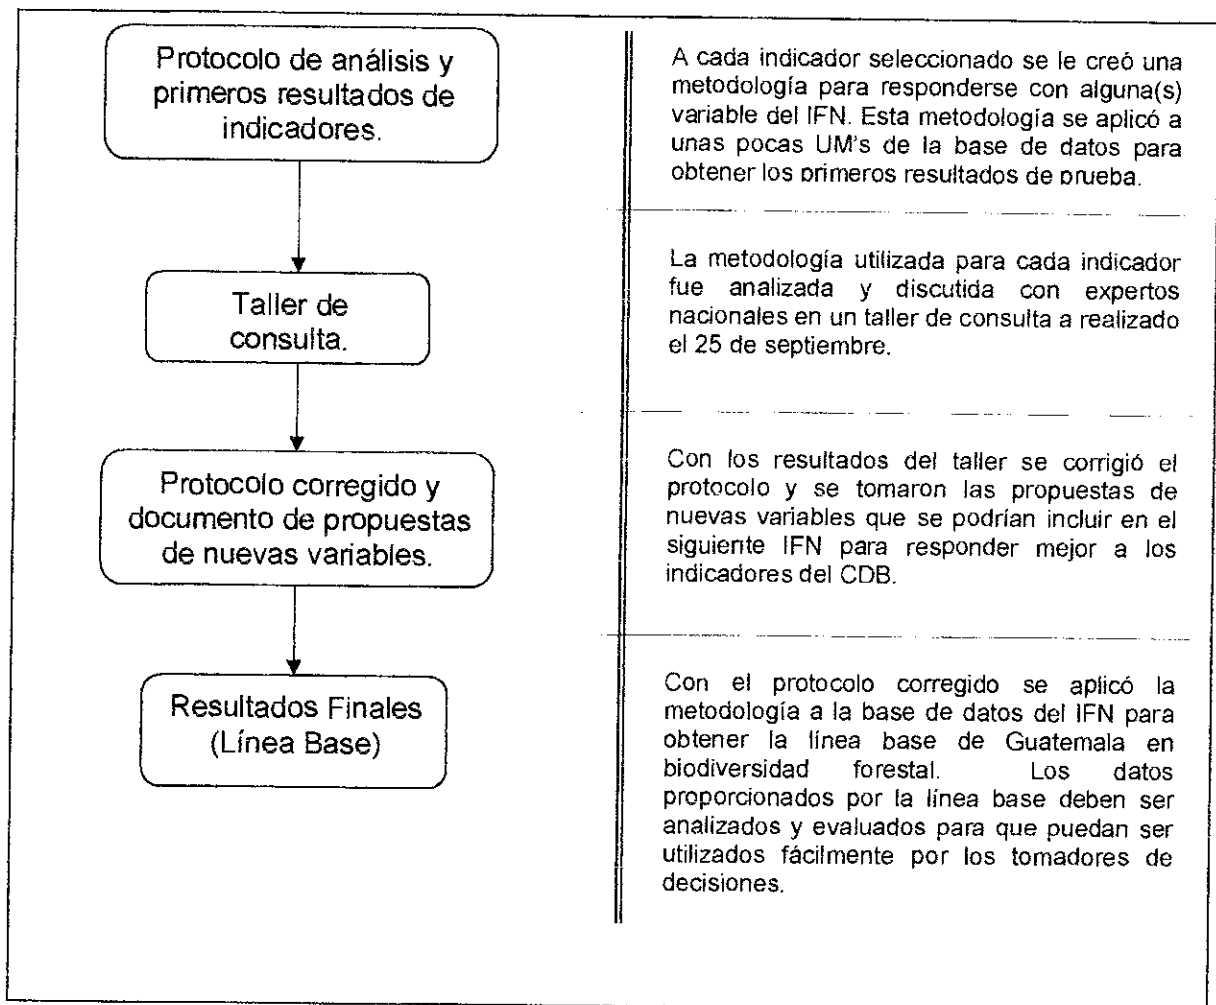 Protocolo de análisis y
primeros resultados de
indicadores.
A cada indicador seleccionado se le creó una
metodología para responderse con alguna(s)
variable del IFN. Esta metodología se aplicó a
unas pocas UM's de la base de datos para
obtener los primeros resultados de prueba.
Taller de
consulta.
La metodología utilizada para cada indicador
fue analizada y discutida con expertos
nacionales en un taller de consulta a realizado
el 25 de septiembre.
Protocolo corregido y
documento de propuestas
de nuevas variables.
Con los resultados del taller se corrigió el
protocolo y se tomaron las propuestas de
nuevas variables que se podrían incluir en el
siguiente IFN para responder mejor a los
indicadores del CDB.
Resultados Finales
(Línea Base)
Con el protocolo corregido se aplicó la
metodología a la base de datos del IFN para
obtener la línea base de Guatemala en
biodiversidad forestal. Los datos
proporcionados por la línea base deben ser
analizados y evaluados para que puedan ser
utilizados fácilmente por los tomadores de
decisiones.